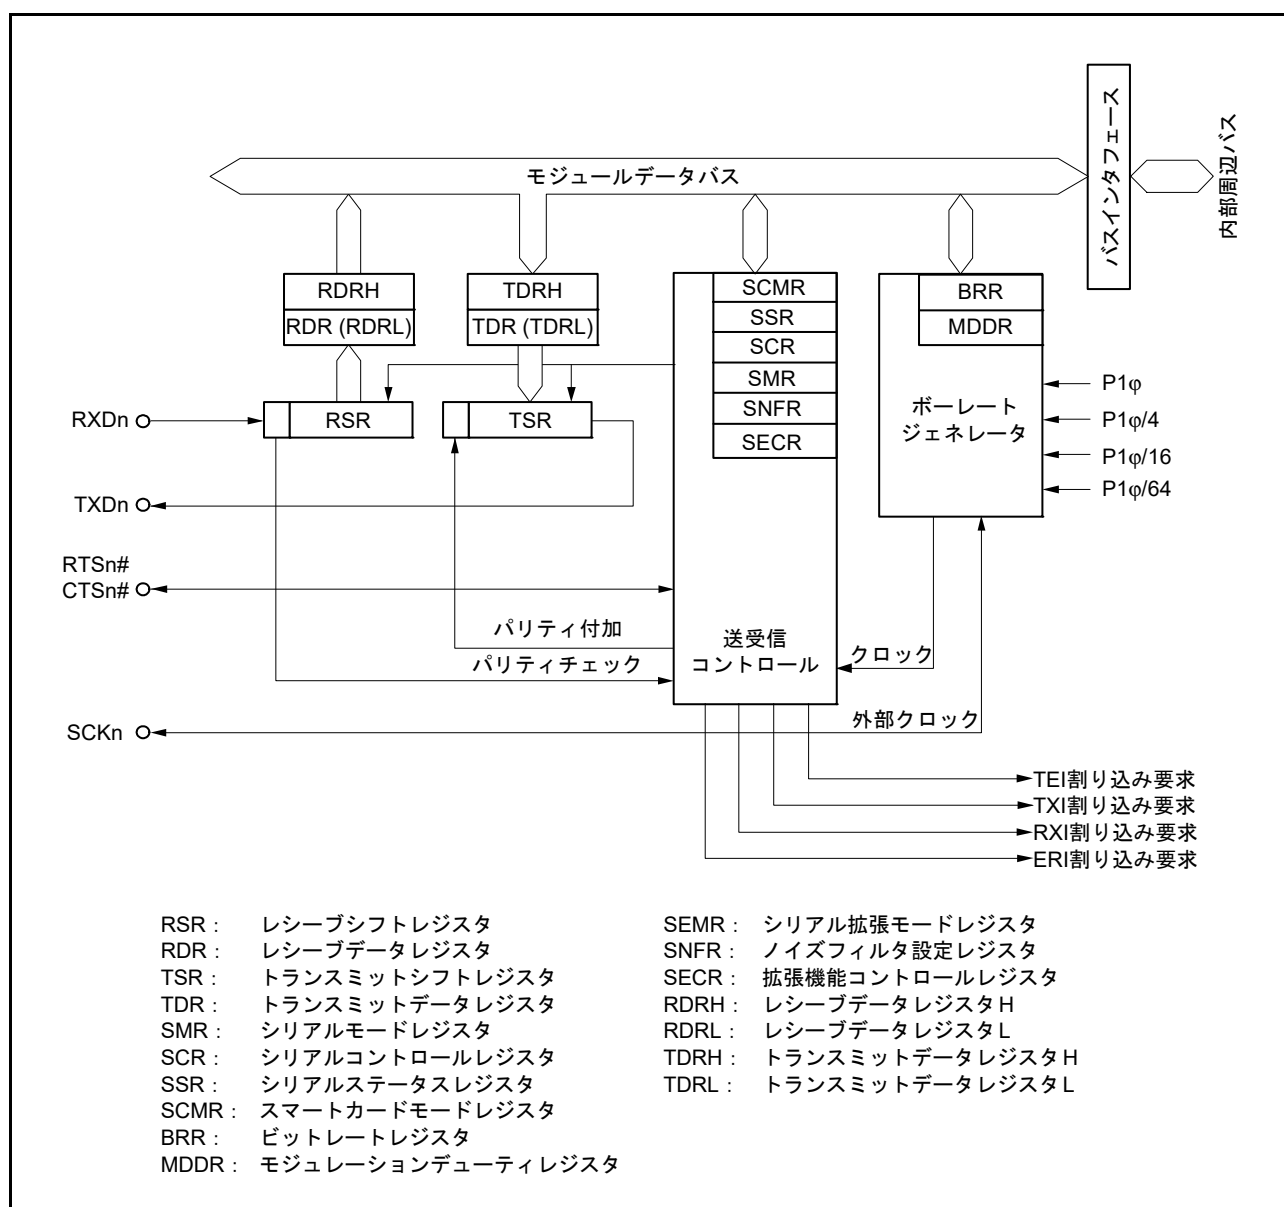 モジュールデータバス
バスインタフェース
内部周辺バス
RDRH
RDR (RDRL)
TDRH
TDR (TDRL)
SCMR
SSR
SCR
SMR
SNFR
SECR
BRR
MDDR
ボーレート
ジェネレータ
P1φ
P1φ/4
P1φ/16
P1φ/64
RXDn
RSR
TSR
TXDn
RTSn#
CTSn#
パリティ付加
パリティチェック
送受信
コントロール
クロック
外部クロック
SCKn
TEI割り込み要求
TXI割り込み要求
RXI割り込み要求
ERI割り込み要求
RSR : レシーブシフトレジスタ
RDR : レシーブデータレジスタ
TSR : トランスミットシフトレジスタ
TDR : トランスミットデータレジスタ
SMR : シリアルモードレジスタ
SCR : シリアルコントロールレジスタ
SSR : シリアルステータスレジスタ
SCMR : スマートカードモードレジスタ
BRR : ビットレートレジスタ
MDDR : モジュレーションデューティレジスタ
SEMR : シリアル拡張モードレジスタ
SNFR : ノイズフィルタ設定レジスタ
SECR : 拡張機能コントロールレジスタ
RDRH : レシーブデータレジスタH
RDRL : レシーブデータレジスタL
TDRH : トランスミットデータレジスタH
TDRL : トランスミットデータレジスタL